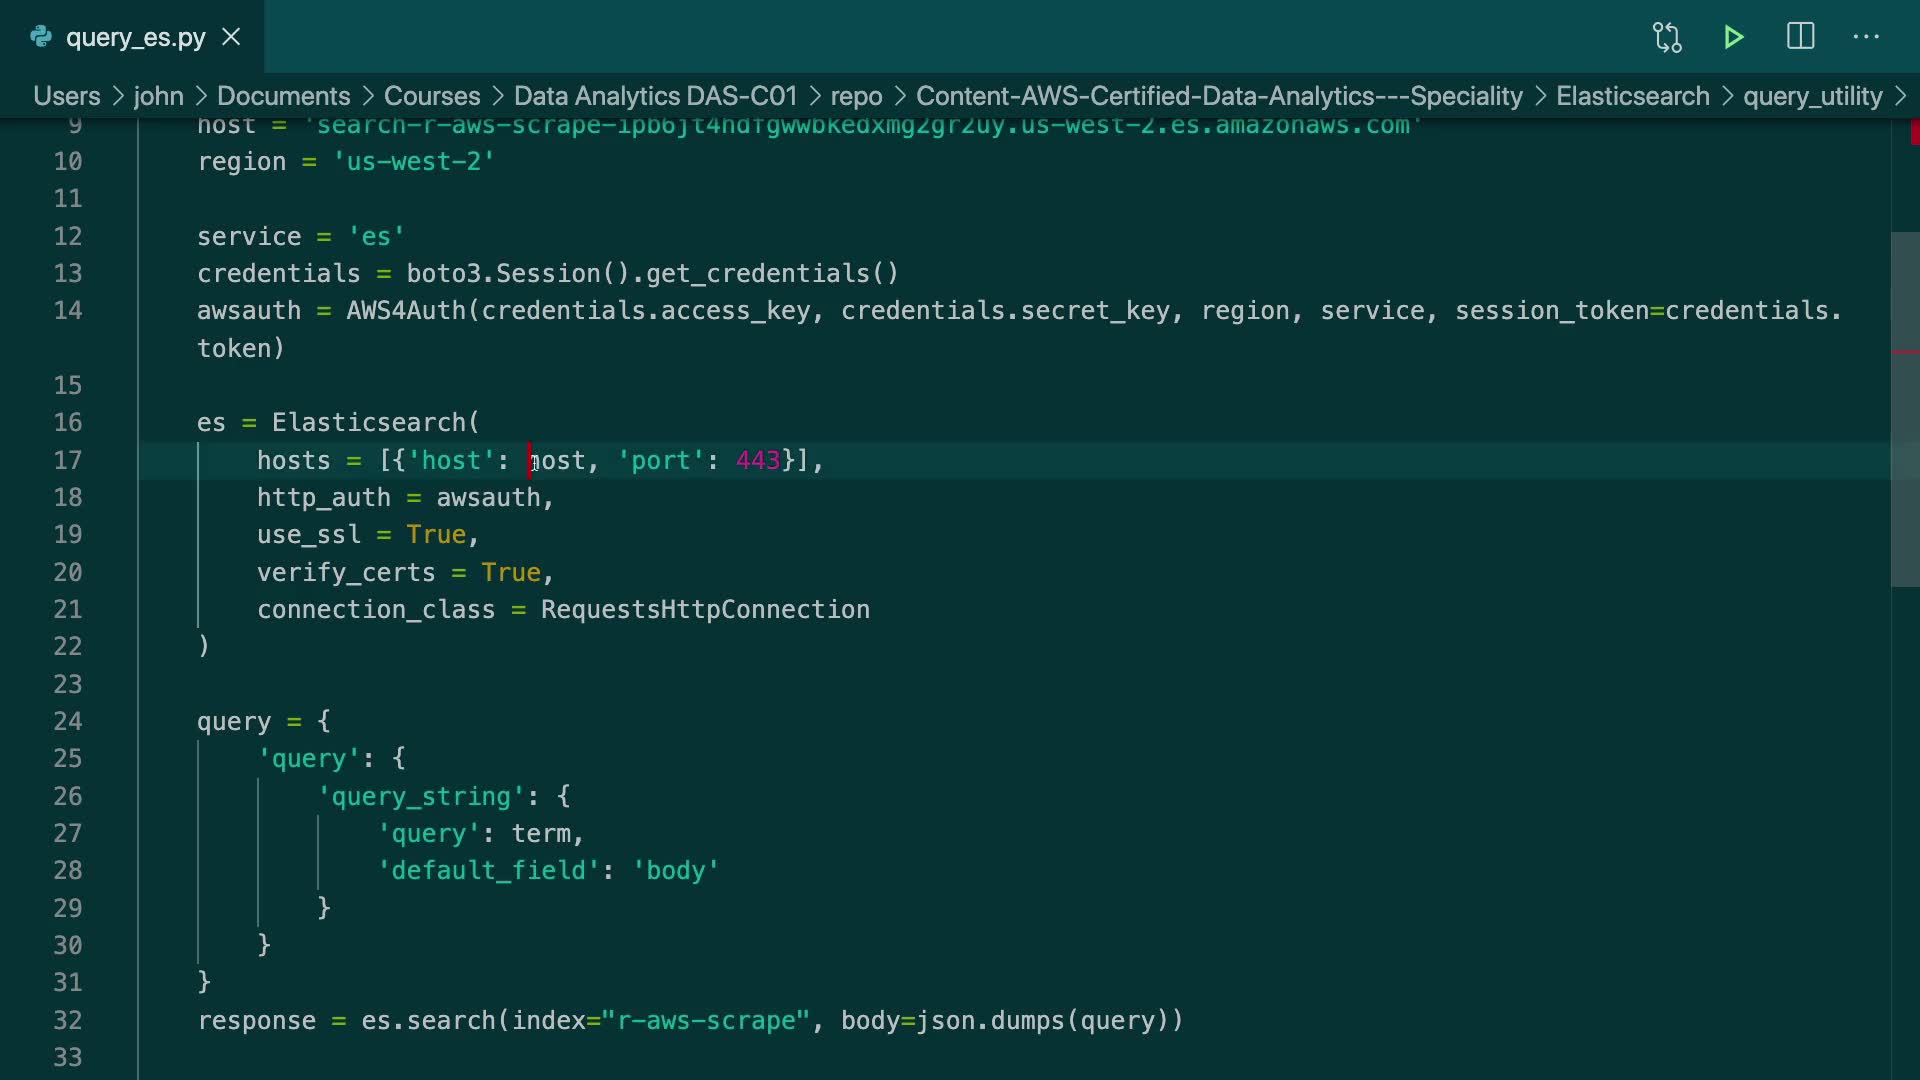 query_es.py
Users > john > Documents > Courses > Data Analytics DAS-C01 > repo > Content-AWS-Certified-Data-Analytics---Speciality > Elasticsearch > query_utility >
9 host = 'search-r-aws-scrape-ipb6jt4hdfgwwbkedxmg2gr2uy.us-west-2.es.amazonaws.com'
10 region = 'us-west-2'
11
12 service = 'es'
13 credentials = boto3.Session().get_credentials()
14 awsauth = AWS4Auth(credentials.access_key, credentials.secret_key, region, service, session_token=credentials.
token)
15
16 es = Elasticsearch(
17 hosts = [{'host': host, 'port': 443}],
18 http_auth = awsauth,
19 use_ssl = True,
20 verify_certs = True,
21 connection_class = RequestsHttpConnection
22 )
23
24 query = {
25 'query': {
26 'query_string': {
27 'query': term,
28 'default_field': 'body'
29 }
30 }
31 }
32 response = es.search(index="r-aws-scrape", body=json.dumps(query))
33